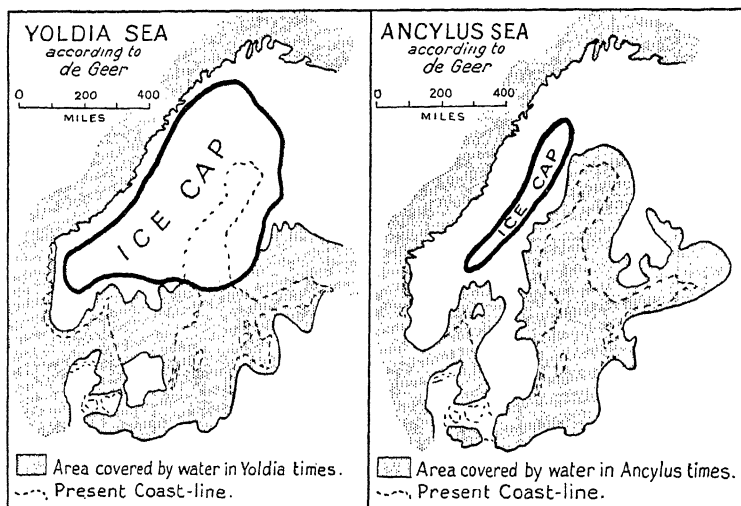 YOLDIA SEA
according to
de Geer
0 200 400
MILES
ICE CAP
Area covered by water in Yoldia times.
Present Coast-line.
ANCYLUS SEA
according to
de Geer
0 200 400
MILES
ICE CAP
Area covered by water in Ancylus times.
Present Coast-line.